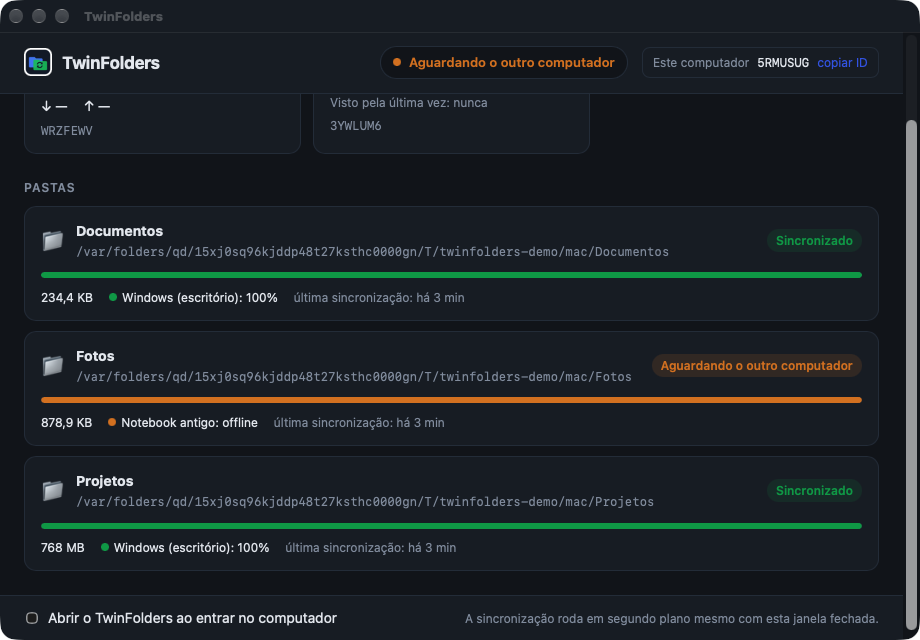 TwinFolders
TwinFolders
Aguardando o outro computador
Este computador 5RMUSUG copiar ID
↓ — ↑ —
WRZFEWV
Visto pela última vez: nunca
3YWLUM6
PASTAS
Documentos
/var/folders/qd/15xj0sq96kjddp48t27ksthc0000gn/T/twinfolders-demo/mac/Documentos
Sincronizado
234,4 KB Windows (escritório): 100% última sincronização: há 3 min
Fotos
/var/folders/qd/15xj0sq96kjddp48t27ksthc0000gn/T/twinfolders-demo/mac/Fotos
Aguardando o outro computador
878,9 KB Notebook antigo: offline última sincronização: há 3 min
Projetos
/var/folders/qd/15xj0sq96kjddp48t27ksthc0000gn/T/twinfolders-demo/mac/Projetos
Sincronizado
768 MB Windows (escritório): 100% última sincronização: há 3 min
Abrir o TwinFolders ao entrar no computador
A sincronização roda em segundo plano mesmo com esta janela fechada.